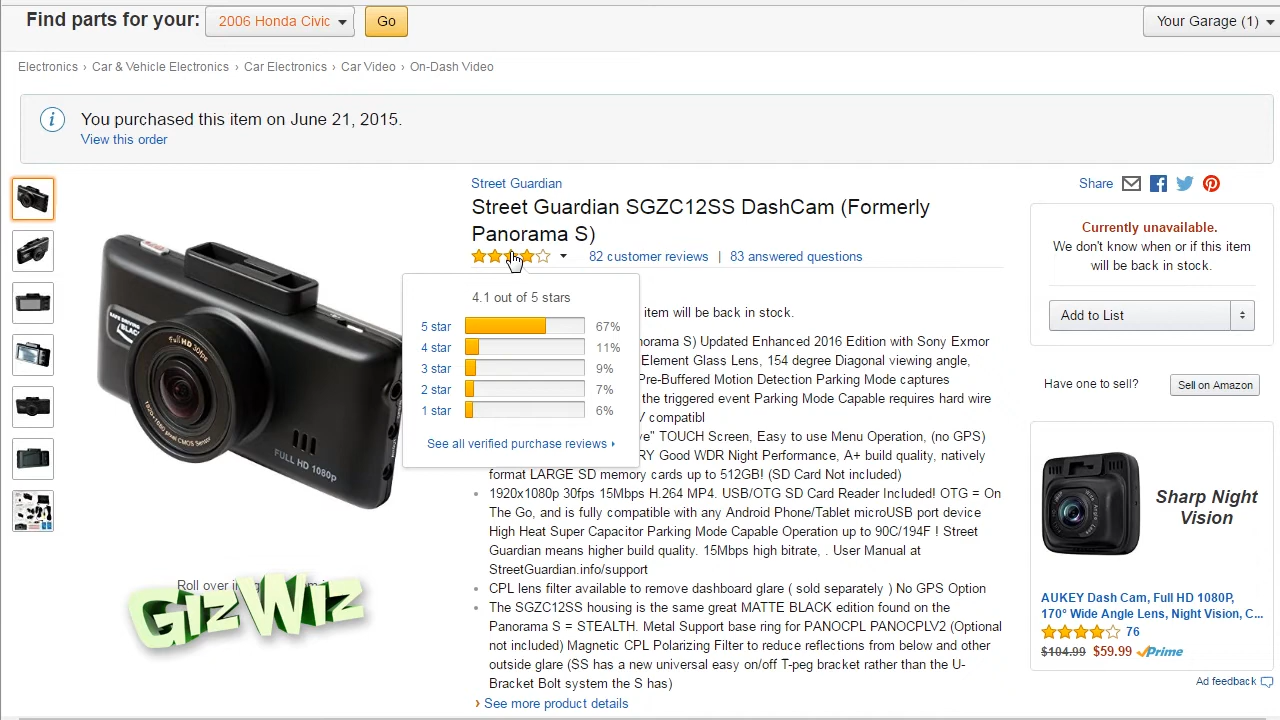 Find parts for your:
2006 Honda Civic
Go
Your Garage (1)
Electronics › Car & Vehicle Electronics › Car Electronics › Car Video › On-Dash Video
You purchased this item on June 21, 2015.
View this order
Street Guardian
Street Guardian SGZC12SS DashCam (Formerly
Panorama S)
82 customer reviews | 83 answered questions
4.1 out of 5 stars
5 star 67%
4 star 11%
3 star 9%
2 star 7%
1 star 6%
See all verified purchase reviews ›
item will be back in stock.
norama S) Updated Enhanced 2016 Edition with Sony Exmor
Element Glass Lens, 154 degree Diagonal viewing angle,
Pre-Buffered Motion Detection Parking Mode captures
the triggered event Parking Mode Capable requires hard wire
compatibl
TOUCH Screen, Easy to use Menu Operation, (no GPS)
RY Good WDR Night Performance, A+ build quality, natively
format LARGE SD memory cards up to 512GB! (SD Card Not included)
1920x1080p 30fps 15Mbps H.264 MP4. USB/OTG SD Card Reader Included! OTG = On
The Go, and is fully compatible with any Android Phone/Tablet microUSB port device
High Heat Super Capacitor Parking Mode Capable Operation up to 90C/194F ! Street
Guardian means higher build quality. 15Mbps high bitrate, . User Manual at
StreetGuardian.info/support
CPL lens filter available to remove dashboard glare ( sold separately ) No GPS Option
The SGZC12SS housing is the same great MATTE BLACK edition found on the
Panorama S = STEALTH. Metal Support base ring for PANOCPL PANOCPLV2 (Optional
not included) Magnetic CPL Polarizing Filter to reduce reflections from below and other
outside glare (SS has a new universal easy on/off T-peg bracket rather than the U-
Bracket Bolt system the S has)
› See more product details
Share
Currently unavailable.
We don't know when or if this item
will be back in stock.
Add to List
Have one to sell?
Sell on Amazon
Sharp Night
Vision
AUKEY Dash Cam, Full HD 1080P,
170° Wide Angle Lens, Night Vision, C...
76
$104.99 $59.99 Prime
Ad feedback
Full HD 30fps
1920x1080 pixel CMOS Sensor
FULL HD 1080p
Roll over
GizWiz